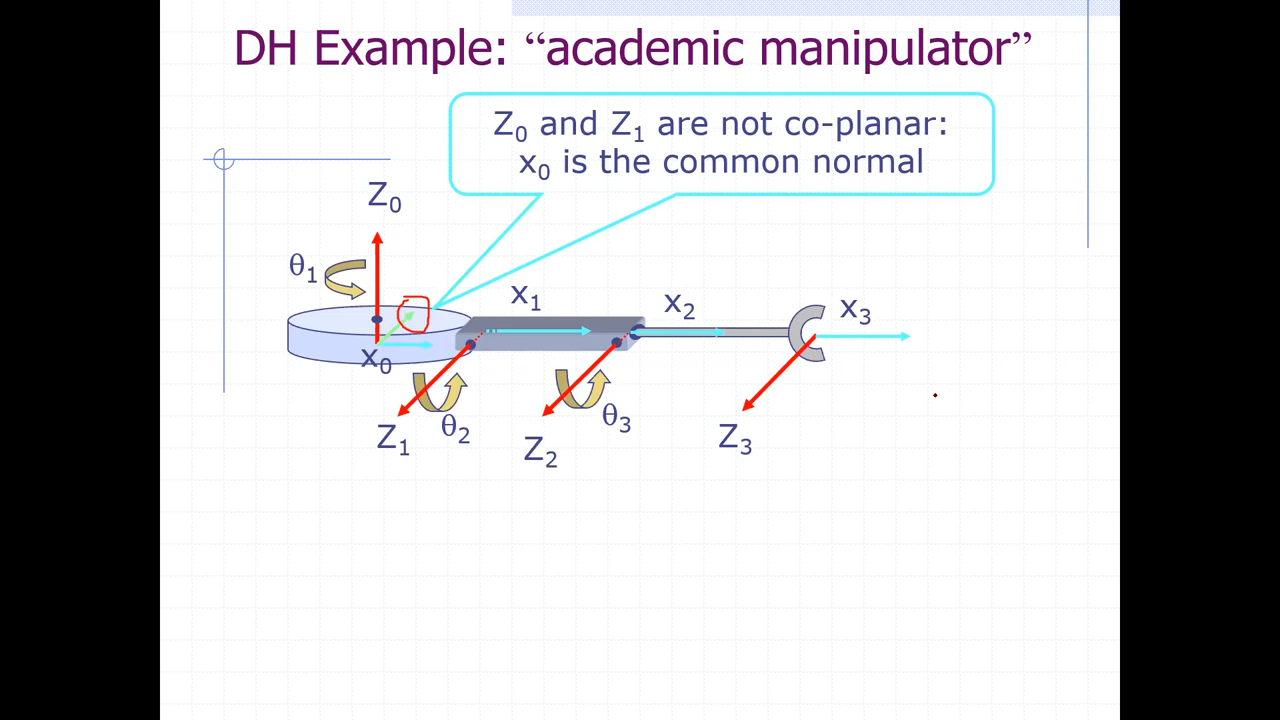 DH Example: “academic manipulator”
Z₀ and Z₁ are not co-planar:
x₀ is the common normal
Z₀
θ₁
x₁
x₂
x₃
x₀
Z₁
θ₂
Z₂
θ₃
Z₃